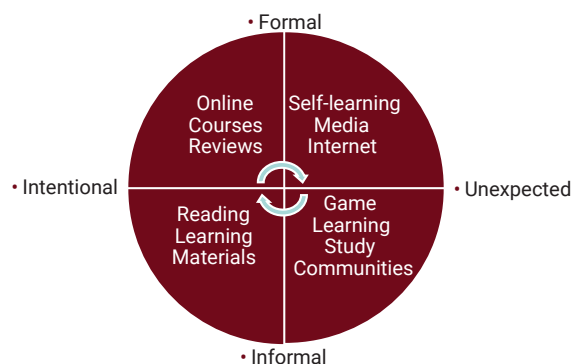 • Formal
Online
Courses
Reviews
Self-learning
Media
Internet
• Intentional
• Unexpected
Reading
Learning
Materials
Game
Learning
Study
Communities
• Informal